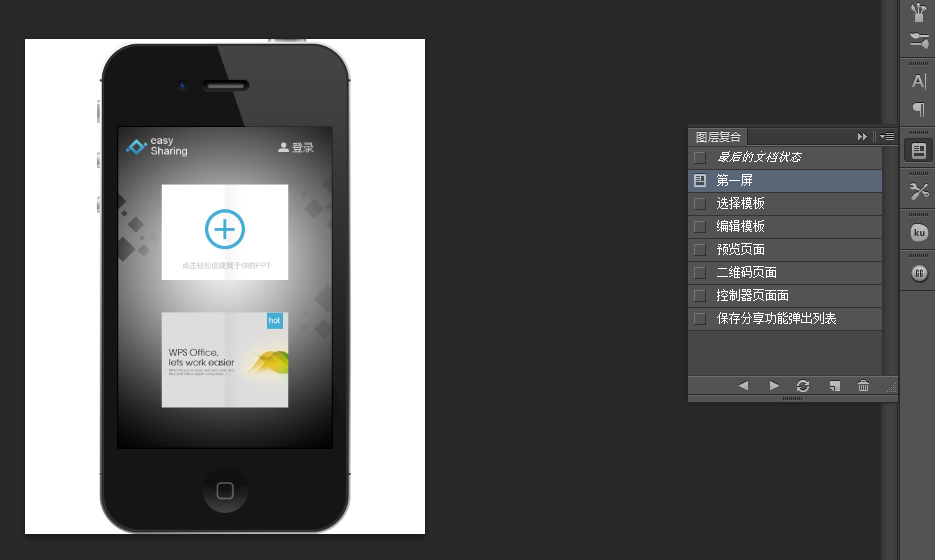 easy
Sharing
登录
点击轻松创建属于你的PPT
hot
WPS Office,
lets work easier
图层复合
最后的文档状态
第一屏
选择模板
编辑模板
预览页面
二维码页面
控制器页面面
保存分享功能弹出列表
A
ku
GG